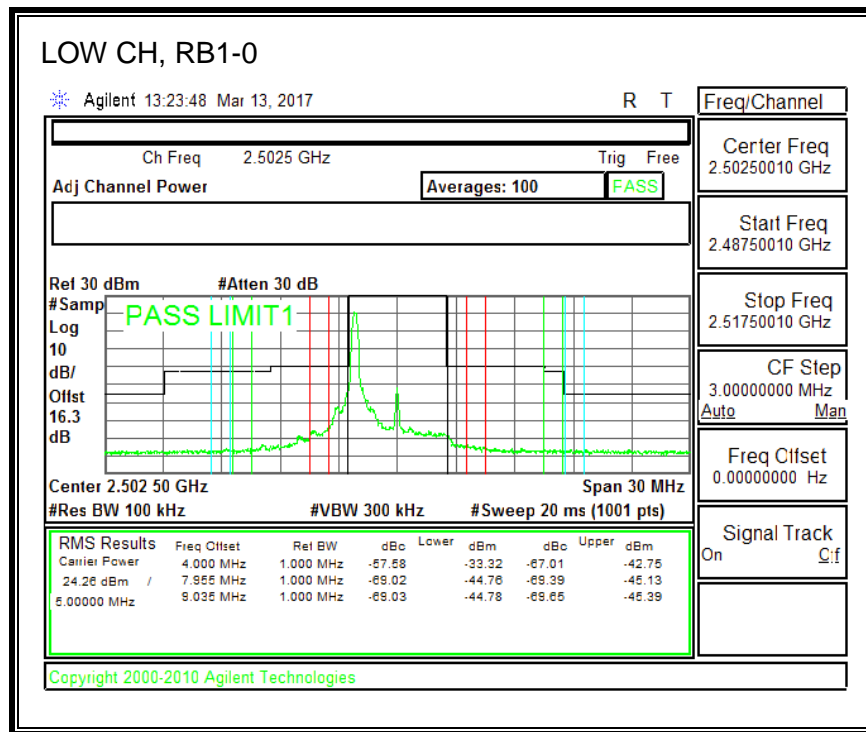 LOW CH, RB1-0
Agilent 13:23:48 Mar 13, 2017 R T
Freq/Channel
Ch Freq 2.5025 GHz Trig Free
Adj Channel Power Averages: 100 PASS
Center Freq
2.50250010 GHz
Start Freq
2.48750010 GHz
Stop Freq
2.51750010 GHz
CF Step
3.00000000 MHz
Auto Man
Freq Offset
0.00000000 Hz
Signal Track
On Off
Ref 30 dBm #Atten 30 dB
#Samp
Log
10
dB/
Offst
16.3
dB
PASS LIMIT1
Center 2.502 50 GHz Span 30 MHz
#Res BW 100 kHz #VBW 300 kHz #Sweep 20 ms (1001 pts)
RMS Results Freq Offset Ref BW dBc Lower dBm dBc Upper dBm
Carrier Power 4.000 MHz 1.000 MHz -57.58 -33.32 -67.01 -42.75
24.26 dBm / 7.955 MHz 1.000 MHz -69.02 -44.76 -69.39 -45.13
5.00000 MHz 9.035 MHz 1.000 MHz -69.03 -44.78 -69.65 -45.39
Copyright 2000-2010 Agilent Technologies